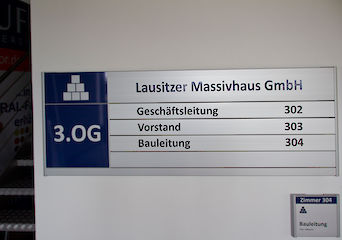 Lausitzer Massivhaus GmbH
3.OG
Geschäftsleitung 302
Vorstand 303
Bauleitung 304
Zimmer 304
Bauleitung